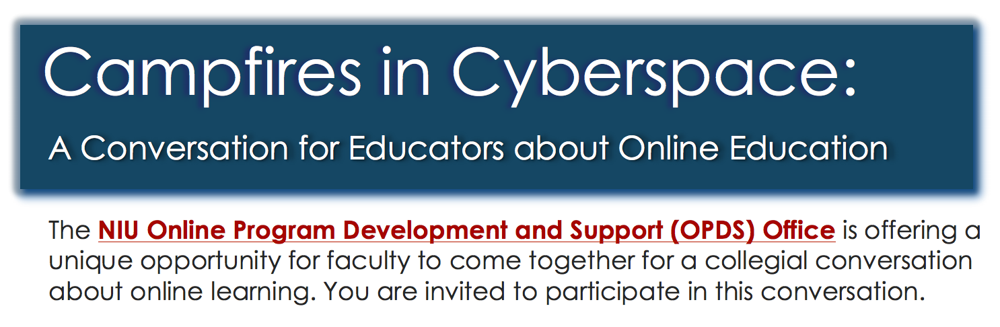 Campfires in Cyberspace:
A Conversation for Educators about Online Education
The NIU Online Program Development and Support (OPDS) Office is offering a
unique opportunity for faculty to come together for a collegial conversation
about online learning. You are invited to participate in this conversation.